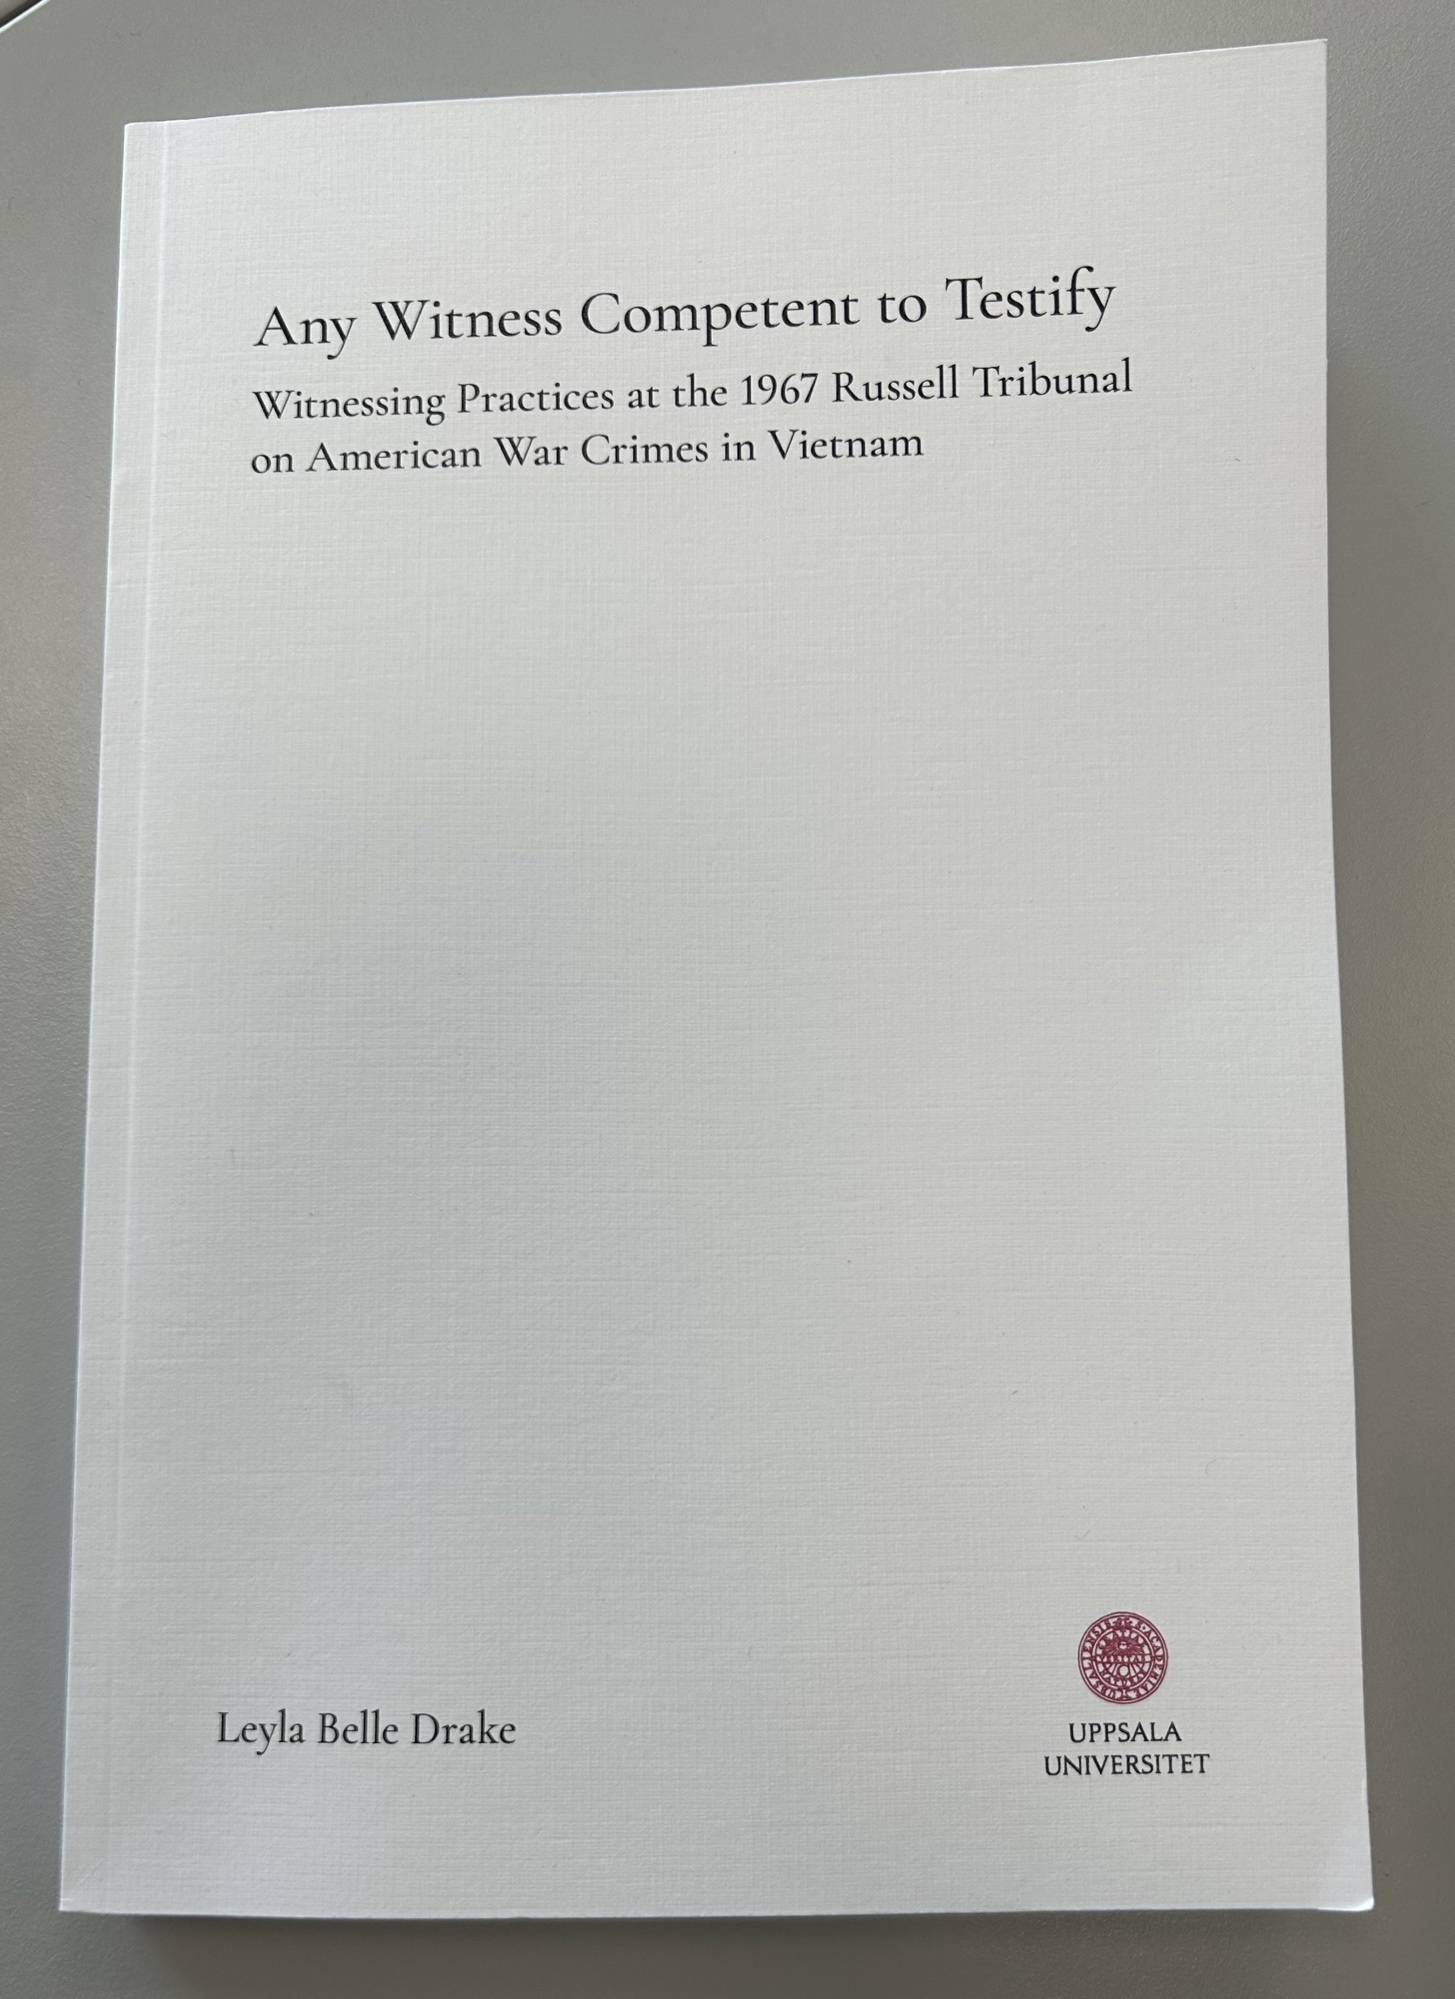 Any Witness Competent to Testify
Witnessing Practices at the 1967 Russell Tribunal
on American War Crimes in Vietnam
Leyla Belle Drake
UPPSALA
UNIVERSITET